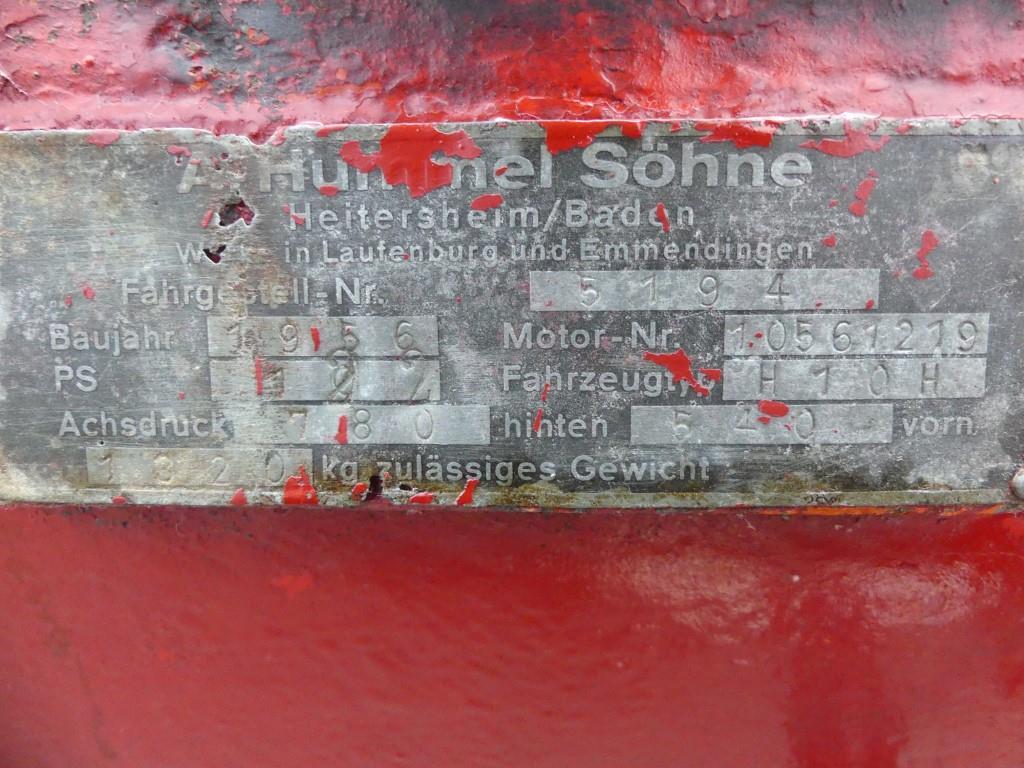 A. Hummel Söhne
Heitersheim/Baden
Werke in Laufenburg und Emmendingen
Fahrgestell-Nr. 5194
Baujahr 1956 Motor-Nr. 10561219
PS Fahrzeugtyp H10H
Achsdruck 780 hinten 540 vorn
1320 kg zulässiges Gewicht